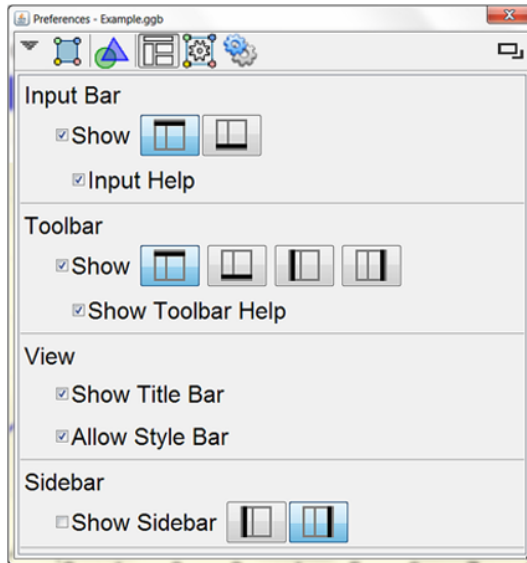 Preferences - Example.ggb
Input Bar
Show
Input Help
Toolbar
Show
Show Toolbar Help
View
Show Title Bar
Allow Style Bar
Sidebar
Show Sidebar